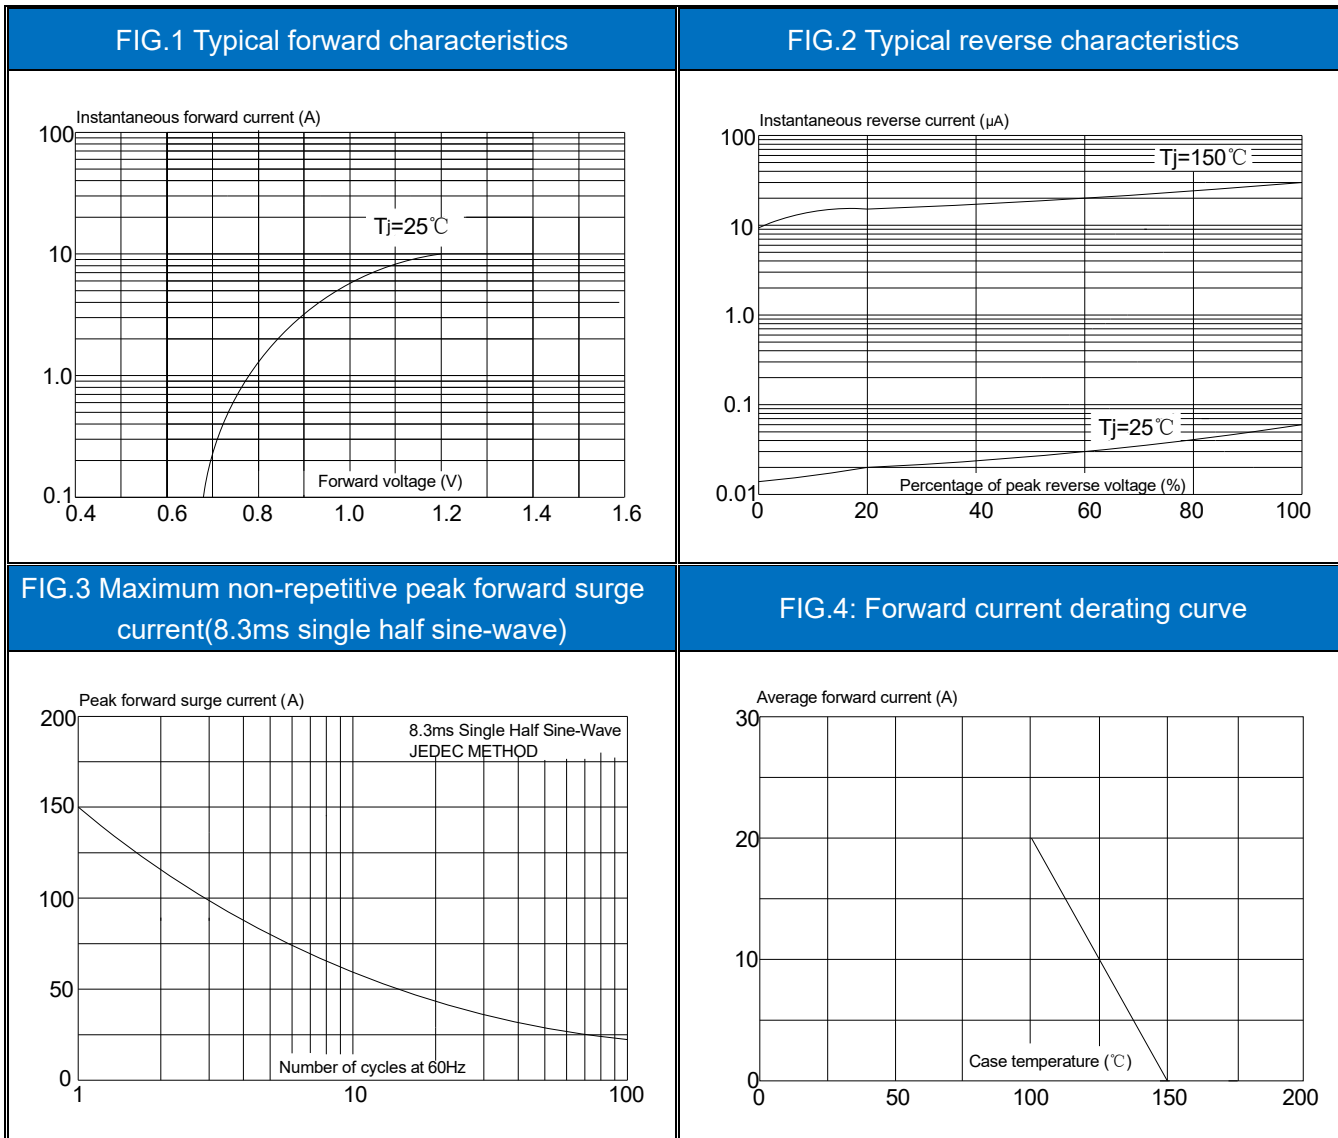 FIG.1 Typical forward characteristics
Instantaneous forward current (A)
100
10
1.0
0.1
Tj=25℃
Forward voltage (V)
0.4 0.6 0.8 1.0 1.2 1.4 1.6
FIG.2 Typical reverse characteristics
Instantaneous reverse current (μA)
100
10
1.0
0.1
0.01
Tj=150℃
Tj=25℃
Percentage of peak reverse voltage (%)
0 20 40 60 80 100
FIG.3 Maximum non-repetitive peak forward surge
current(8.3ms single half sine-wave)
Peak forward surge current (A)
200
150
100
50
0
8.3ms Single Half Sine-Wave
JEDEC METHOD
Number of cycles at 60Hz
1 10 100
FIG.4: Forward current derating curve
Average forward current (A)
30
20
10
0
Case temperature (℃)
0 50 100 150 200